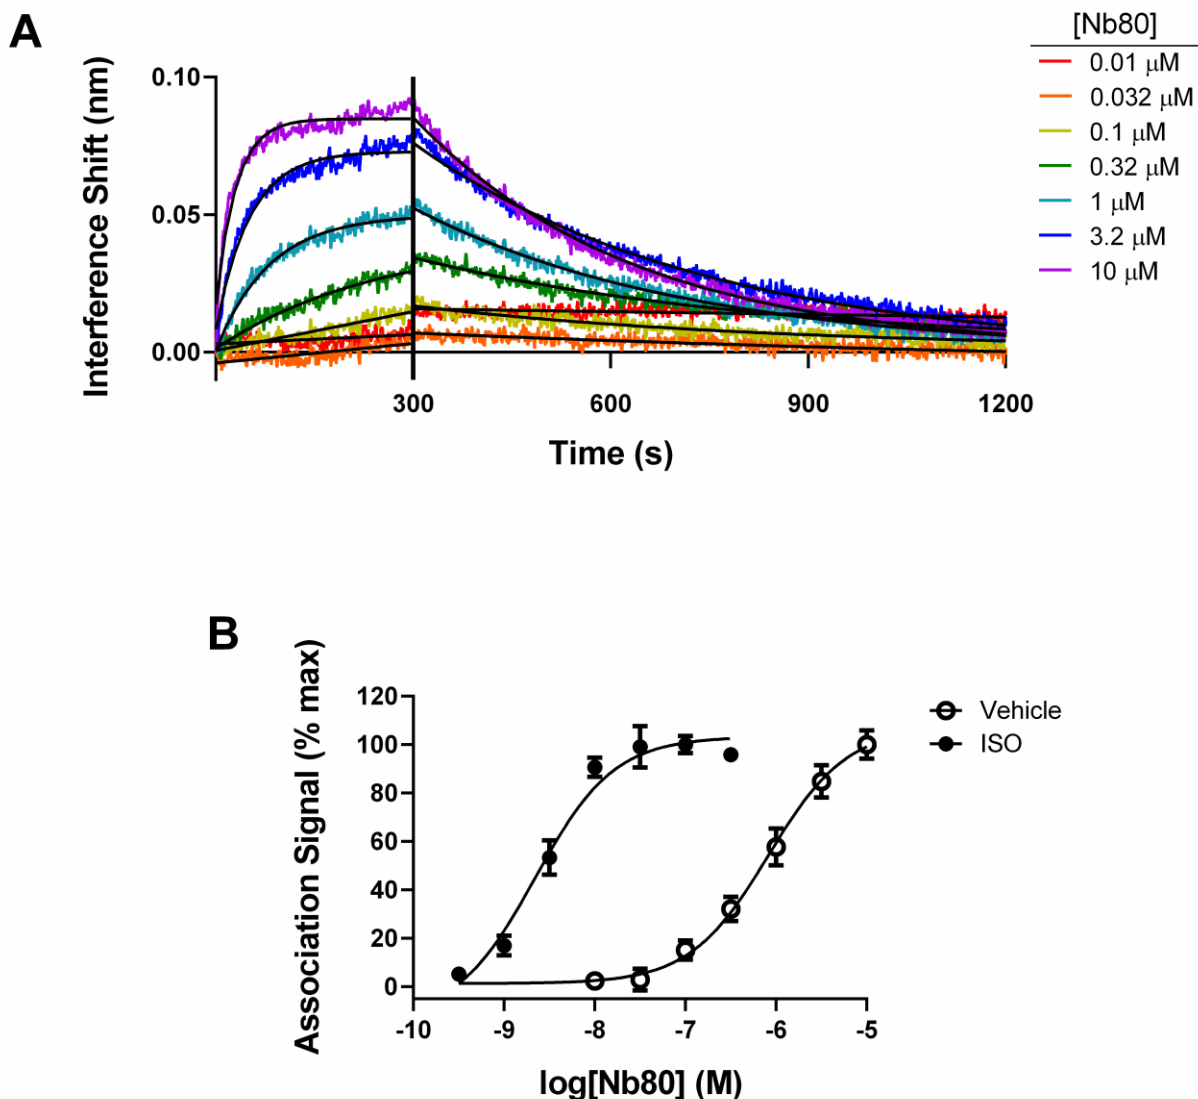 A
[Nb80]
0.01 μM
0.032 μM
0.1 μM
0.32 μM
1 μM
3.2 μM
10 μM
Interference Shift (nm)
0.10
0.05
0.00
300 600 900 1200
Time (s)
B
Association Signal (% max)
120
100
80
60
40
20
0
-10 -9 -8 -7 -6 -5
log[Nb80] (M)
Vehicle
ISO